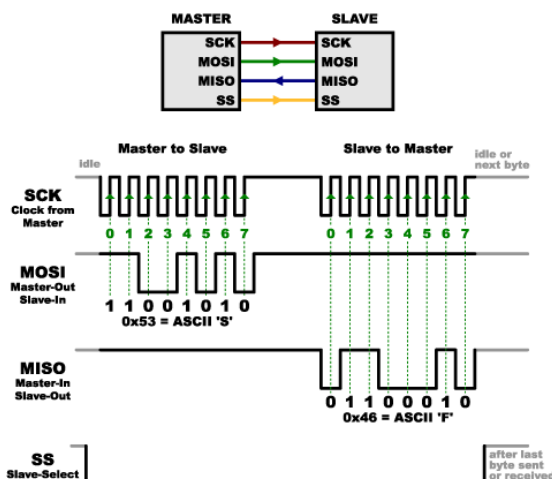 MASTER SLAVE
SCK SCK
MOSI MOSI
MISO MISO
SS SS
Master to Slave Slave to Master
idle
idle or
next byte
SCK
Clock from
Master
0 1 2 3 4 5 6 7 0 1 2 3 4 5 6 7
MOSI
Master-Out
Slave-In
1 1 0 0 1 0 1 0
0x53 = ASCII 'S'
MISO
Master-In
Slave-Out
0 1 1 0 0 0 1 0
0x46 = ASCII 'F'
SS
Slave-Select
after last
byte sent
or received